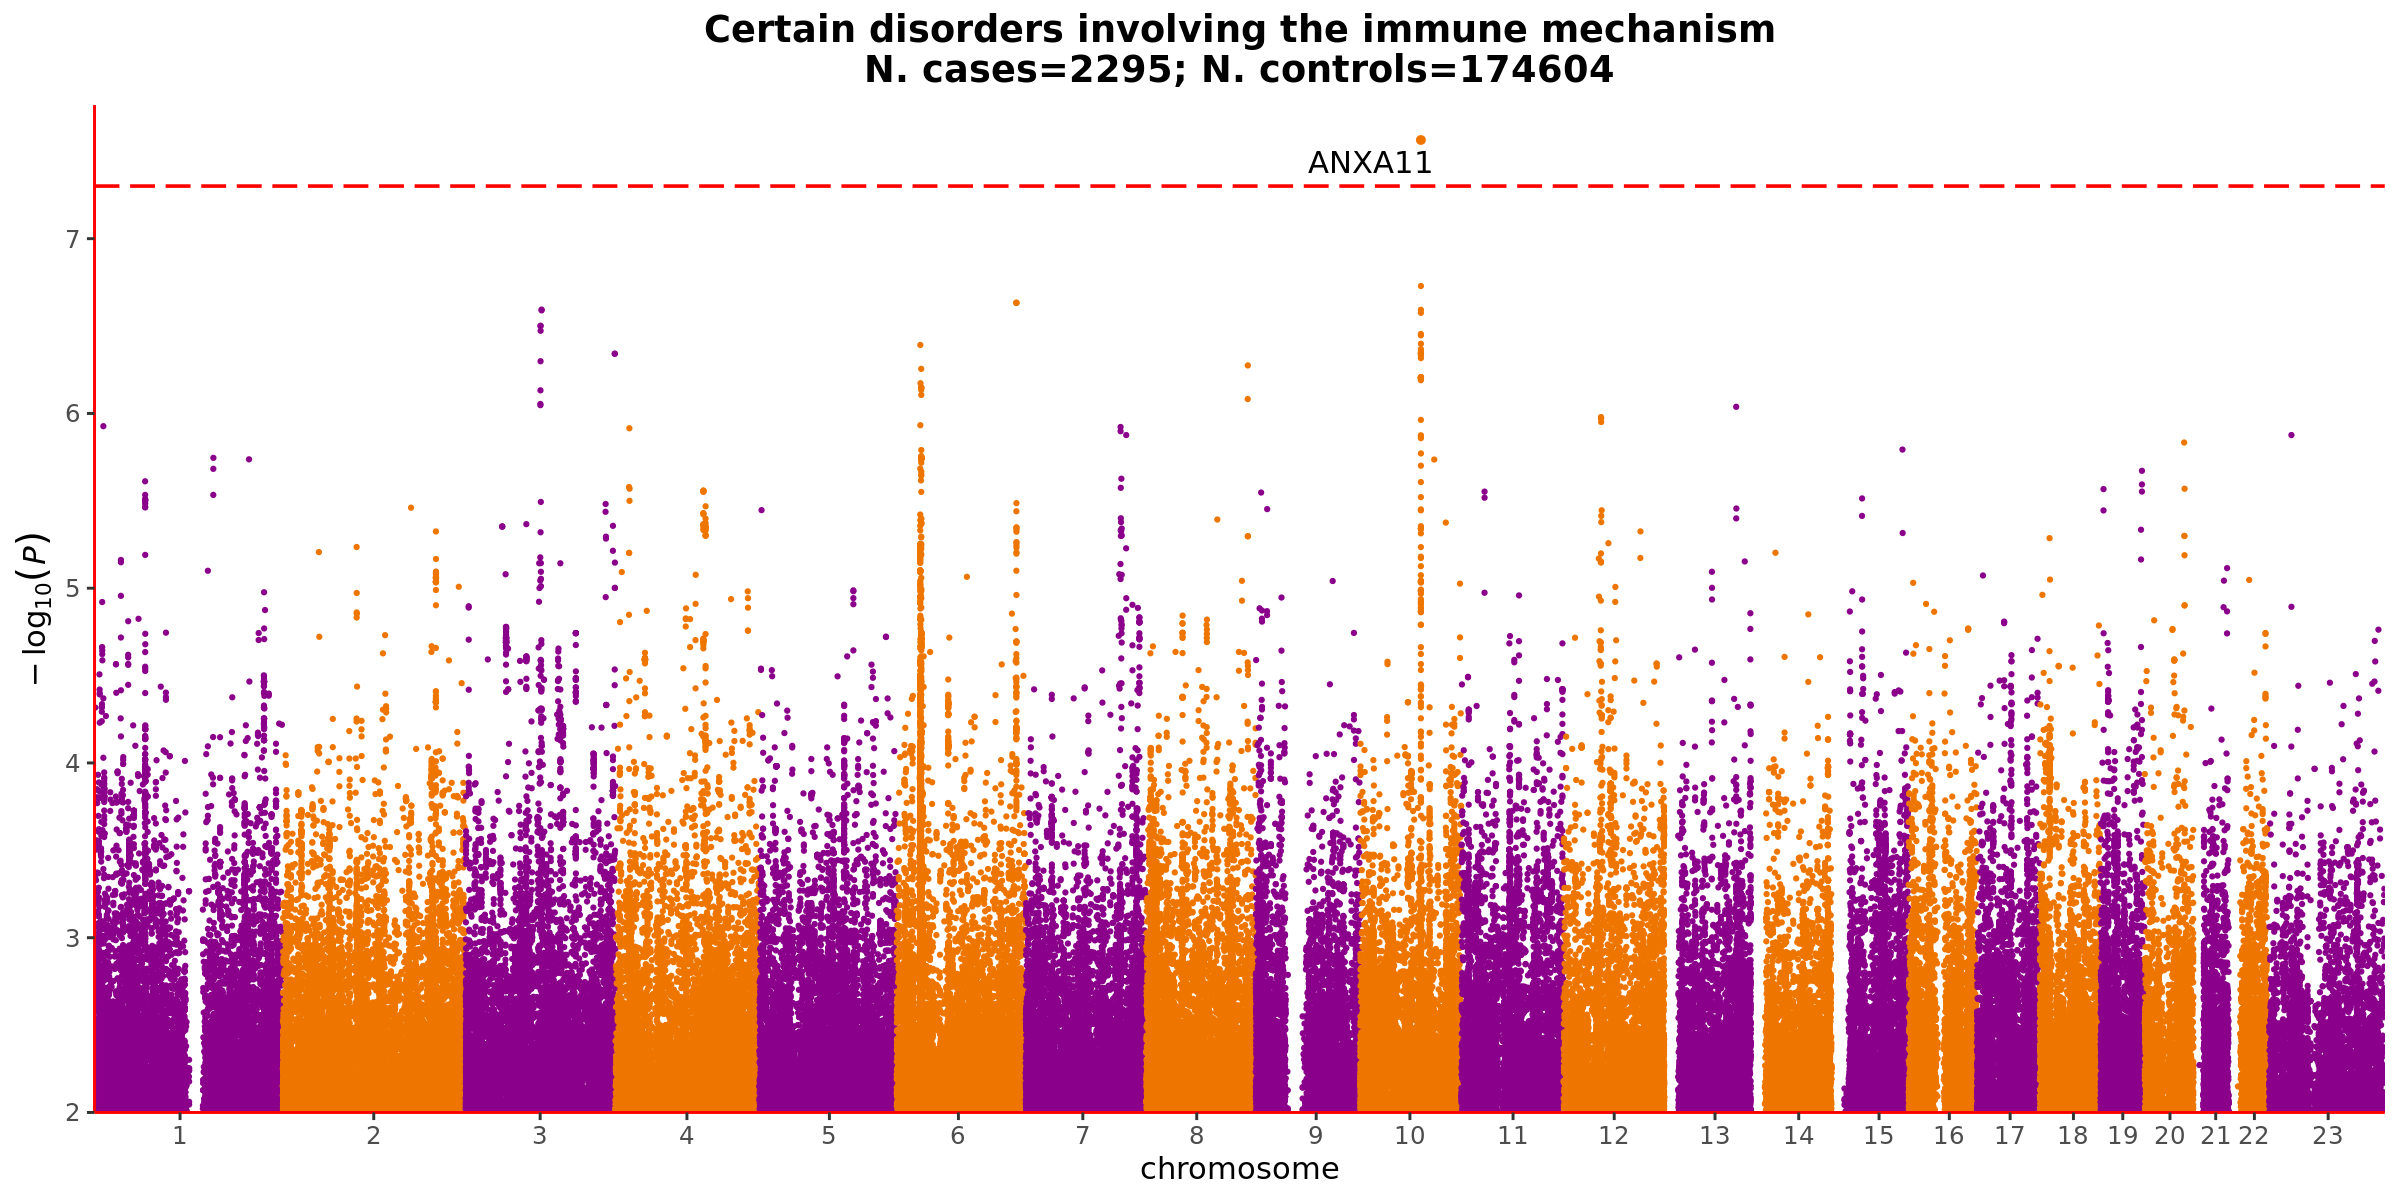 Certain disorders involving the immune mechanism
N. cases=2295; N. controls=174604
ANXA11
7
6
5
4
3
2
− log10(P)
1 2 3 4 5 6 7 8 9 10 11 12 13 14 15 16 17 18 19 20 21 22 23
chromosome